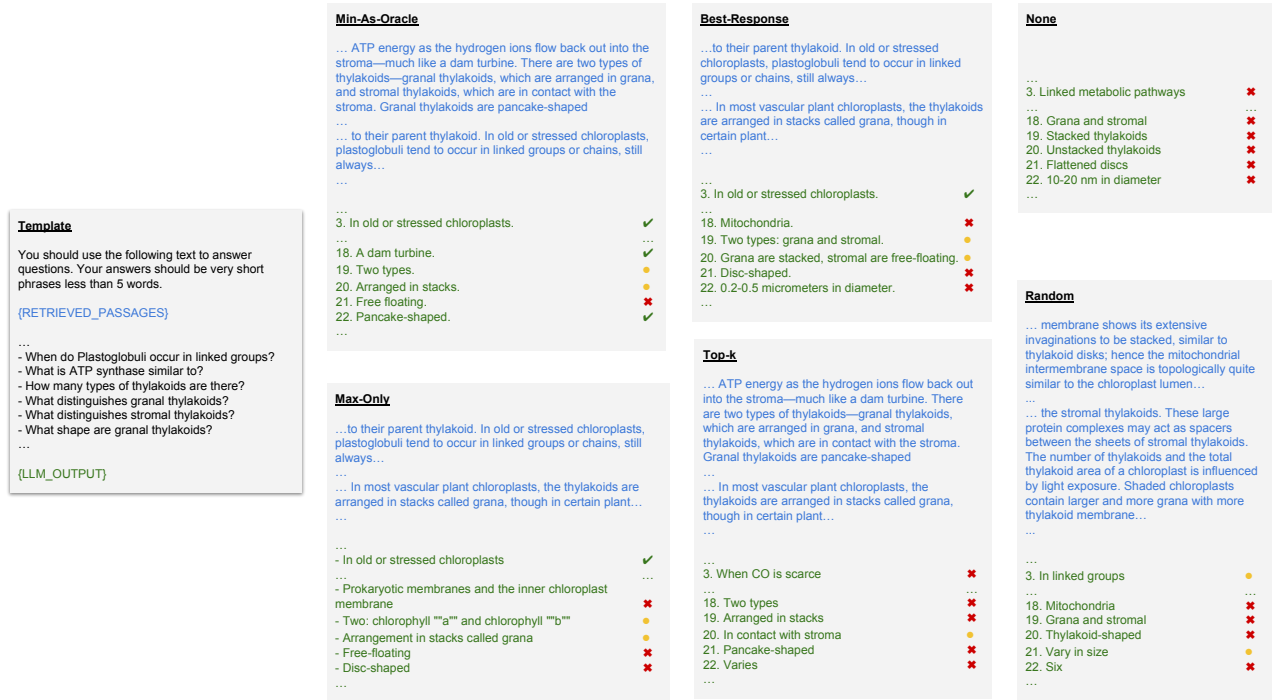 Template
You should use the following text to answer
questions. Your answers should be very short
phrases less than 5 words.
{RETRIEVED_PASSAGES}
…
- When do Plastoglobuli occur in linked groups?
- What is ATP synthase similar to?
- How many types of thylakoids are there?
- What distinguishes granal thylakoids?
- What distinguishes stromal thylakoids?
- What shape are granal thylakoids?
…
{LLM_OUTPUT}
Min-As-Oracle
… ATP energy as the hydrogen ions flow back out into the
stroma—much like a dam turbine. There are two types of
thylakoids—granal thylakoids, which are arranged in grana,
and stromal thylakoids, which are in contact with the
stroma. Granal thylakoids are pancake-shaped
…
… to their parent thylakoid. In old or stressed chloroplasts,
plastoglobuli tend to occur in linked groups or chains, still
always…
…
…
3. In old or stressed chloroplasts. ✔
… …
18. A dam turbine. ✔
19. Two types. ●
20. Arranged in stacks. ●
21. Free floating. ✖
22. Pancake-shaped. ✔
…
Max-Only
…to their parent thylakoid. In old or stressed chloroplasts,
plastoglobuli tend to occur in linked groups or chains, still
always…
…
… In most vascular plant chloroplasts, the thylakoids are
arranged in stacks called grana, though in certain plant…
…
…
- In old or stressed chloroplasts ✔
… …
- Prokaryotic membranes and the inner chloroplast
membrane ✖
- Two: chlorophyll ""a"" and chlorophyll ""b"" ●
- Arrangement in stacks called grana ●
- Free-floating ✖
- Disc-shaped ✖
…
Best-Response
…to their parent thylakoid. In old or stressed
chloroplasts, plastoglobuli tend to occur in linked
groups or chains, still always…
…
… In most vascular plant chloroplasts, the thylakoids
are arranged in stacks called grana, though in
certain plant…
…
…
3. In old or stressed chloroplasts. ✔
…
18. Mitochondria. ✖
19. Two types: grana and stromal. ●
20. Grana are stacked, stromal are free-floating. ●
21. Disc-shaped. ✖
22. 0.2-0.5 micrometers in diameter. ✖
…
Top-k
… ATP energy as the hydrogen ions flow back out
into the stroma—much like a dam turbine. There
are two types of thylakoids—granal thylakoids,
which are arranged in grana, and stromal
thylakoids, which are in contact with the stroma.
Granal thylakoids are pancake-shaped
…
… In most vascular plant chloroplasts, the
thylakoids are arranged in stacks called grana,
though in certain plant…
…
…
3. When CO is scarce ✖
… …
18. Two types ✖
19. Arranged in stacks ✖
20. In contact with stroma ●
21. Pancake-shaped ✖
22. Varies ✖
…
None
…
3. Linked metabolic pathways ✖
… …
18. Grana and stromal ✖
19. Stacked thylakoids ✖
20. Unstacked thylakoids ✖
21. Flattened discs ✖
22. 10-20 nm in diameter ✖
…
Random
… membrane shows its extensive
invaginations to be stacked, similar to
thylakoid disks; hence the mitochondrial
intermembrane space is topologically quite
similar to the chloroplast lumen…
...
… the stromal thylakoids. These large
protein complexes may act as spacers
between the sheets of stromal thylakoids.
The number of thylakoids and the total
thylakoid area of a chloroplast is influenced
by light exposure. Shaded chloroplasts
contain larger and more grana with more
thylakoid membrane…
...
…
3. In linked groups ●
… …
18. Mitochondria ✖
19. Grana and stromal ✖
20. Thylakoid-shaped ✖
21. Vary in size ●
22. Six ✖
…